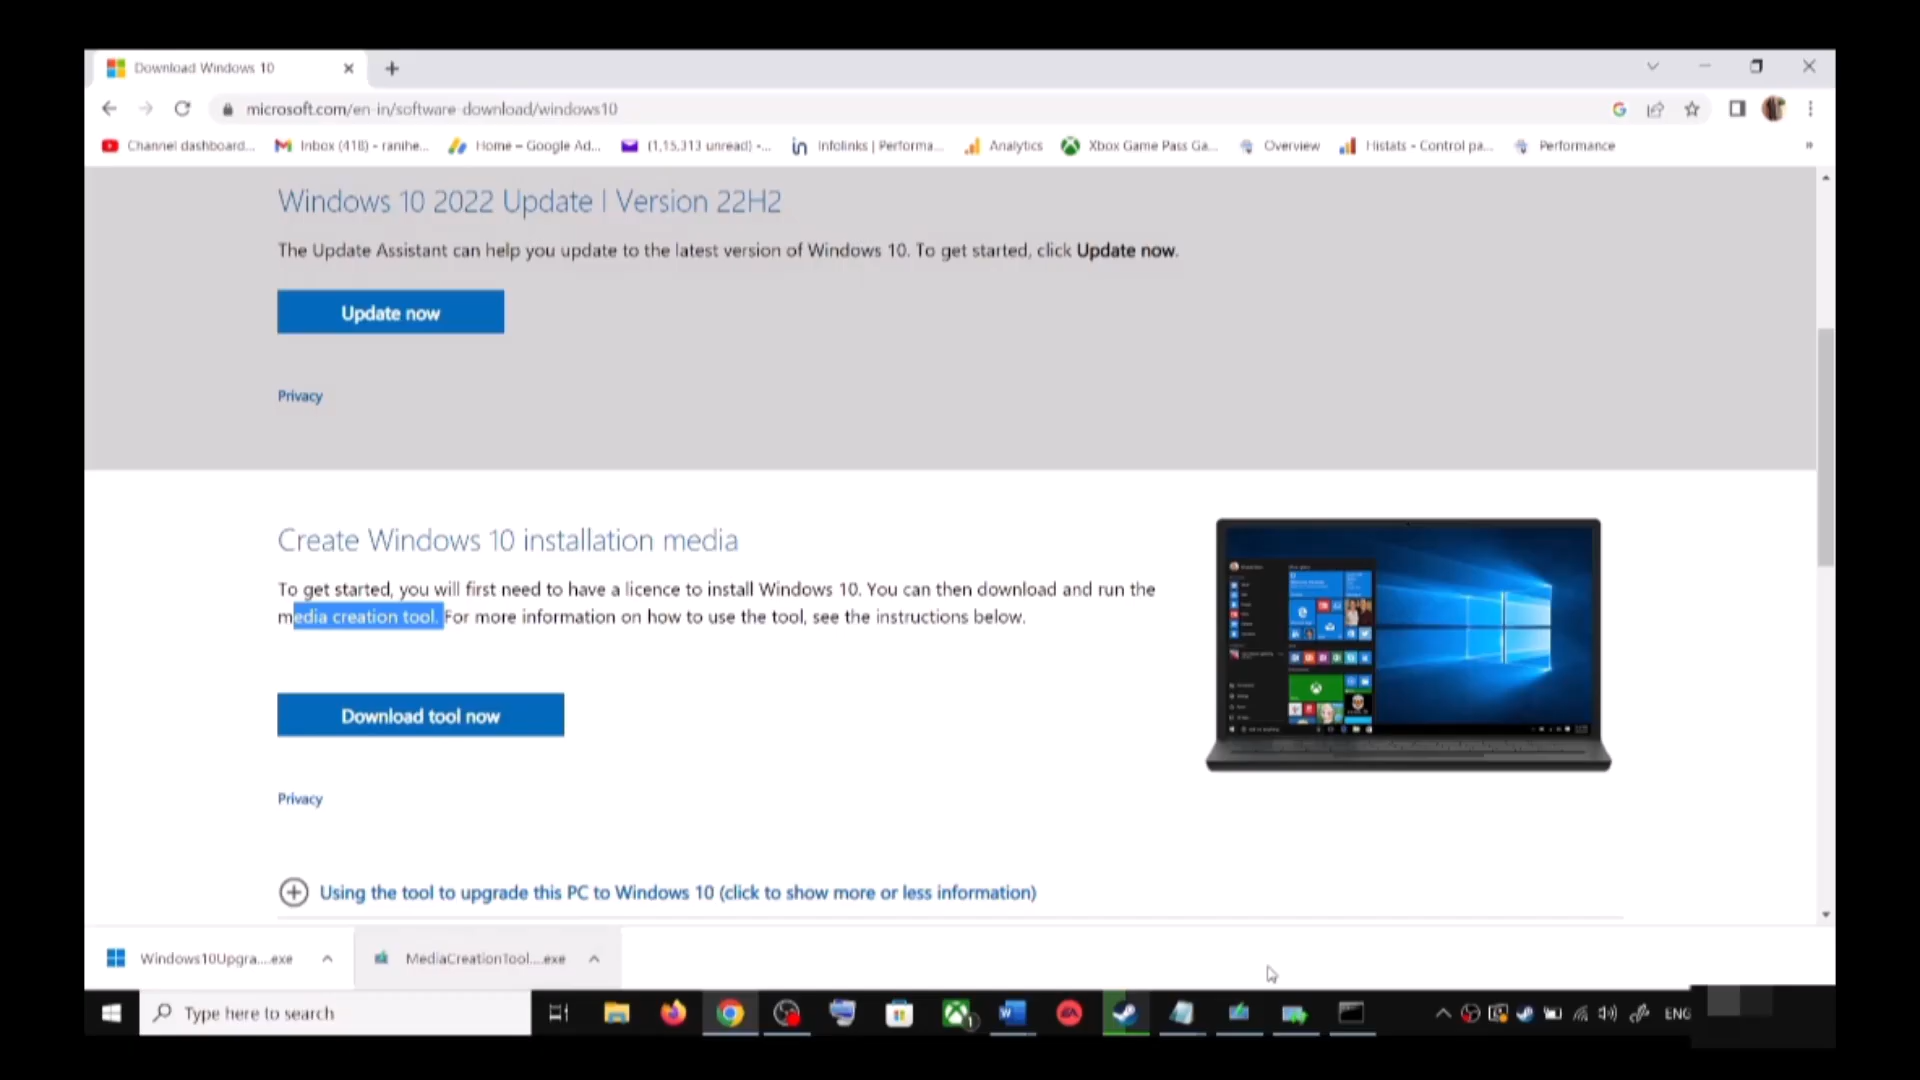 Download Windows 10
microsoft.com/en-in/software-download/windows10
Channel dashboard... Inbox (418) - ranihe... Home – Google Ad... (1,15,313 unread) -... Infolinks | Performa... Analytics Xbox Game Pass Ga... Overview Histats - Control pa... Performance »
Windows 10 2022 Update | Version 22H2
The Update Assistant can help you update to the latest version of Windows 10. To get started, click Update now.
Update now
Privacy
Create Windows 10 installation media
To get started, you will first need to have a licence to install Windows 10. You can then download and run the
media creation tool. For more information on how to use the tool, see the instructions below.
Download tool now
Privacy
Using the tool to upgrade this PC to Windows 10 (click to show more or less information)
Windows10Upgra....exe MediaCreationTool....exe
Type here to search
ENG